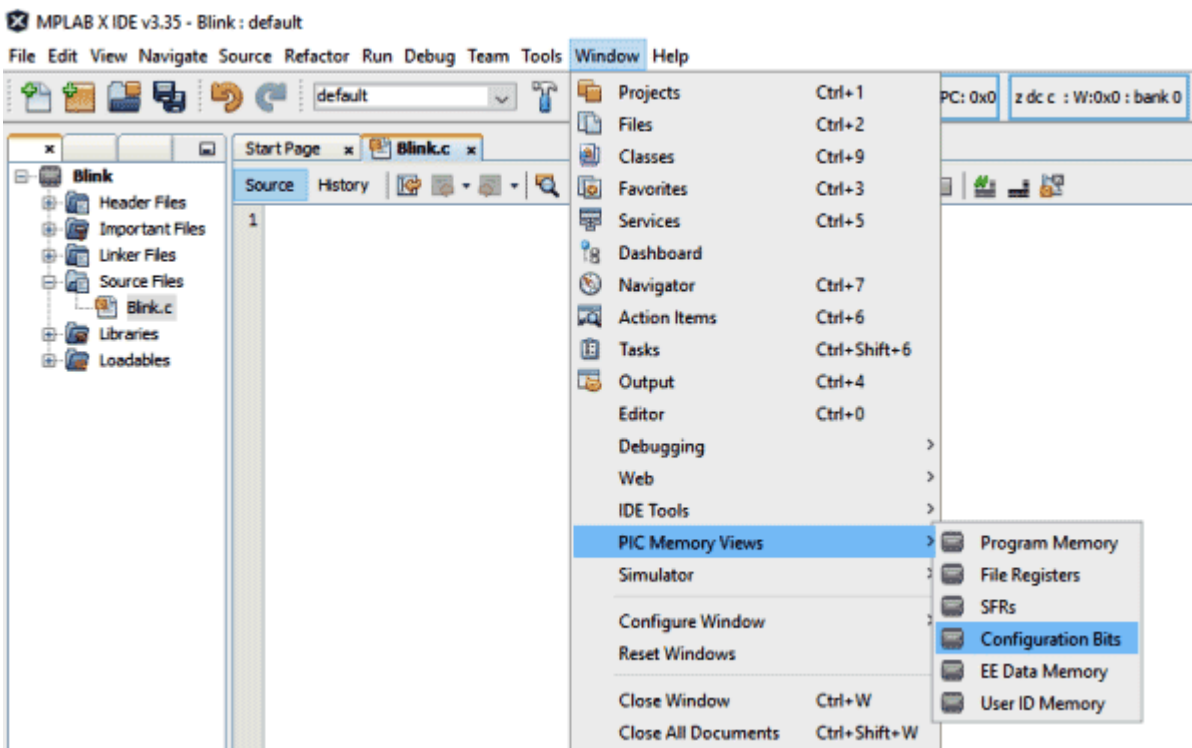 MPLAB X IDE v3.35 - Blink : default
File Edit View Navigate Source Refactor Run Debug Team Tools Window Help
default
PC: 0x0
z dc c : W:0x0 : bank 0
Start Page x Blink.c x
Source History
1
Blink
Header Files
Important Files
Linker Files
Source Files
Blink.c
Libraries
Loadables
Projects Ctrl+1
Files Ctrl+2
Classes Ctrl+9
Favorites Ctrl+3
Services Ctrl+5
Dashboard
Navigator Ctrl+7
Action Items Ctrl+6
Tasks Ctrl+Shift+6
Output Ctrl+4
Editor Ctrl+0
Debugging
Web
IDE Tools
PIC Memory Views
Simulator
Configure Window
Reset Windows
Close Window Ctrl+W
Close All Documents Ctrl+Shift+W
Program Memory
File Registers
SFRs
Configuration Bits
EE Data Memory
User ID Memory